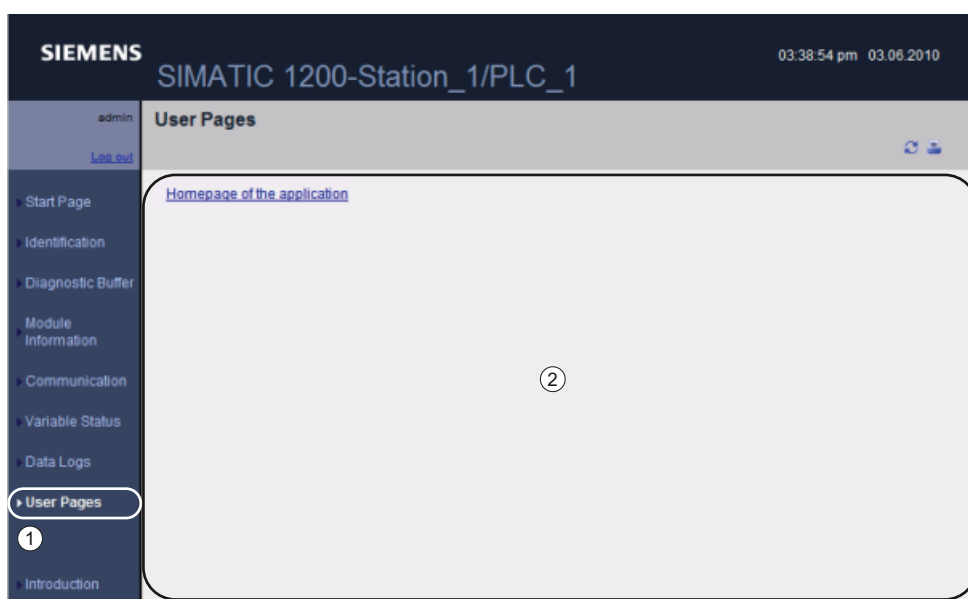 SIEMENS
SIMATIC 1200-Station_1/PLC_1
03:38:54 pm 03.06.2010
admin
Log out
User Pages
Homepage of the application
Start Page
Identification
Diagnostic Buffer
Module
Information
Communication
Variable Status
Data Logs
User Pages
1
2
Introduction